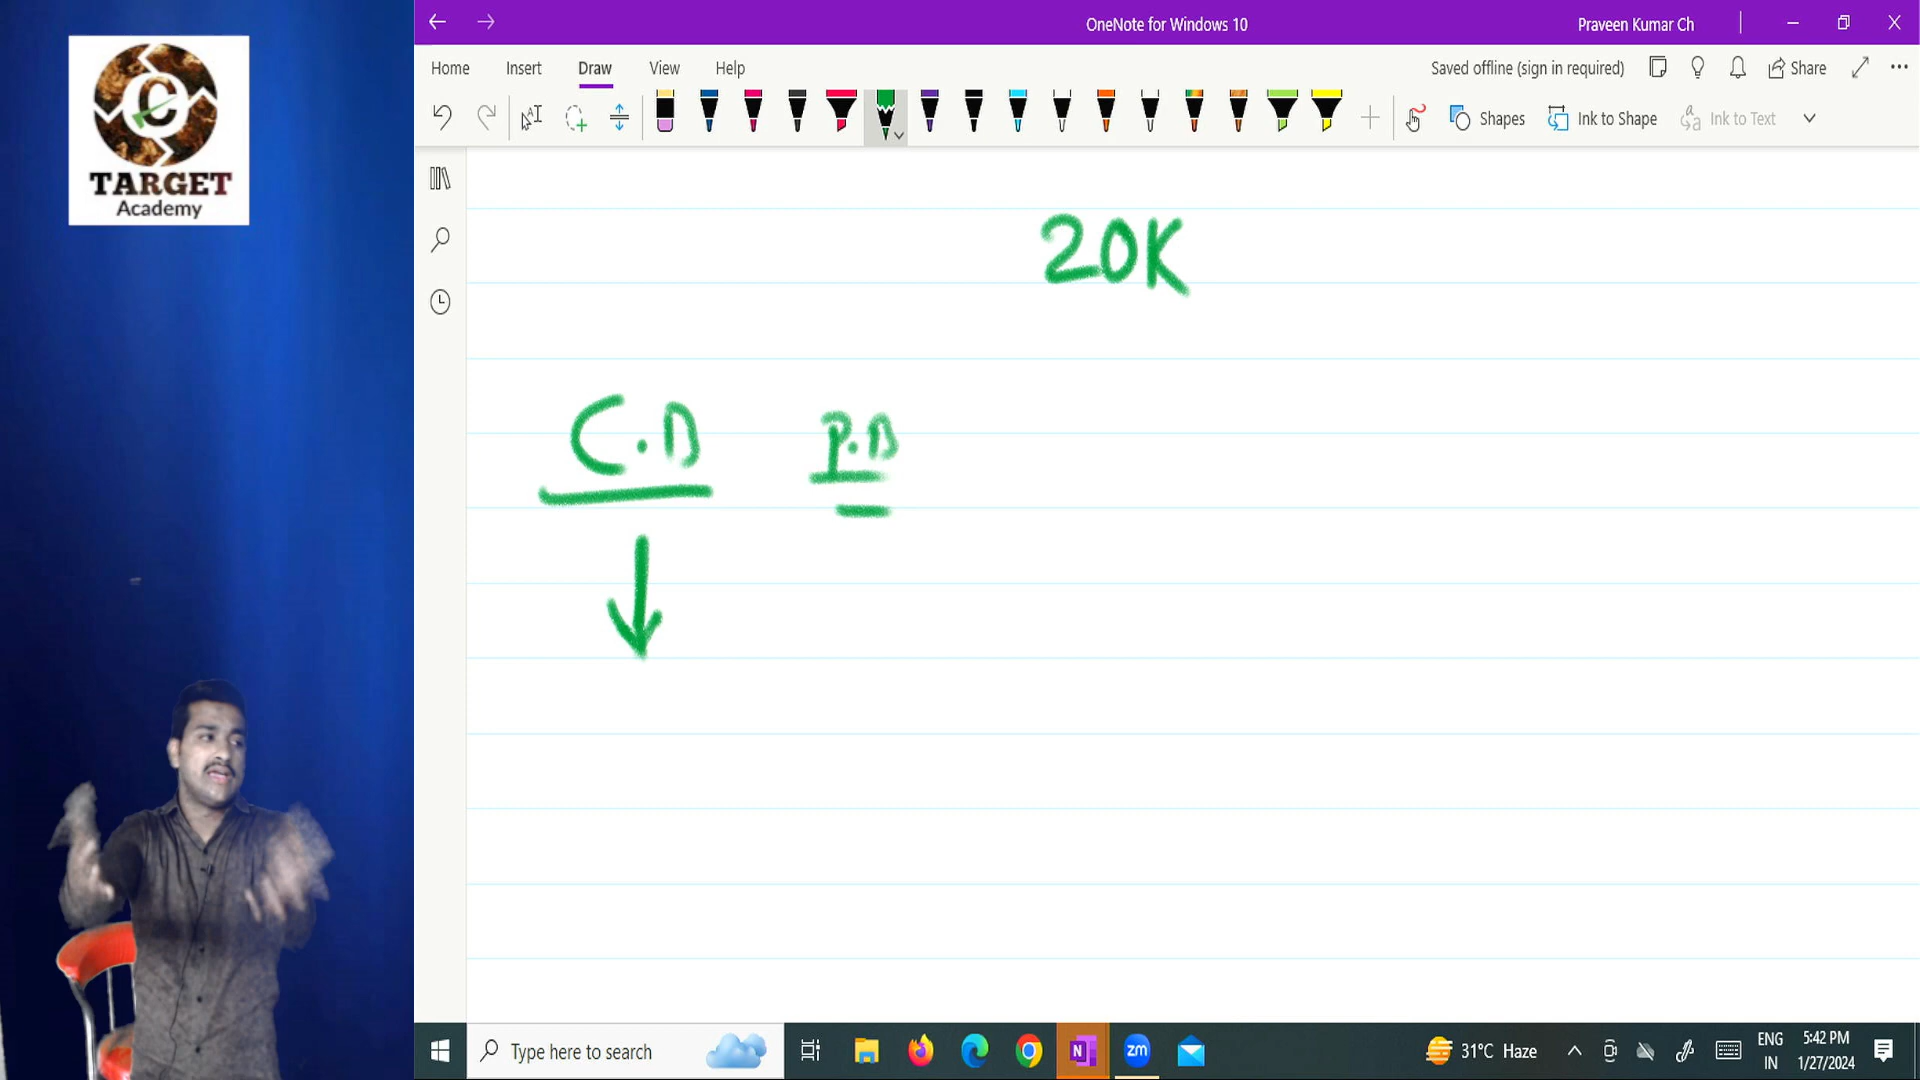 TARGET
Academy
OneNote for Windows 10
Praveen Kumar Ch
Home Insert Draw View Help
Saved offline (sign in required)
Share
Shapes
Ink to Shape
Ink to Text
20K
C.D P.D
Type here to search
N
zm
31°C Haze
ENG
IN
5:42 PM
1/27/2024